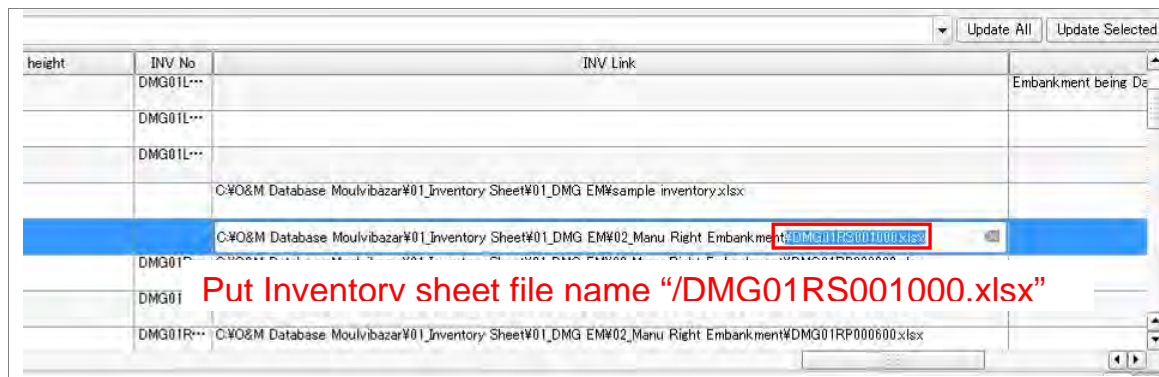 Update All Update Selected
height INV No INV Link
DMG01L… Embankment being Da
DMG01L…
DMG01L…
C:¥O&M Database Moulvibazar¥01_Inventory Sheet¥01_DMG EM¥sample inventory.xlsx
C:¥O&M Database Moulvibazar¥01_Inventory Sheet¥01_DMG EM¥02_Manu Right Embankment¥DMG01RS001000.xlsx
DMG01R
Put Inventory sheet file name “/DMG01RS001000.xlsx”
DMG01
DMG01R… C:¥O&M Database Moulvibazar¥01_Inventory Sheet¥01_DMG EM¥02_Manu Right Embankment¥DMG01RP000600.xlsx